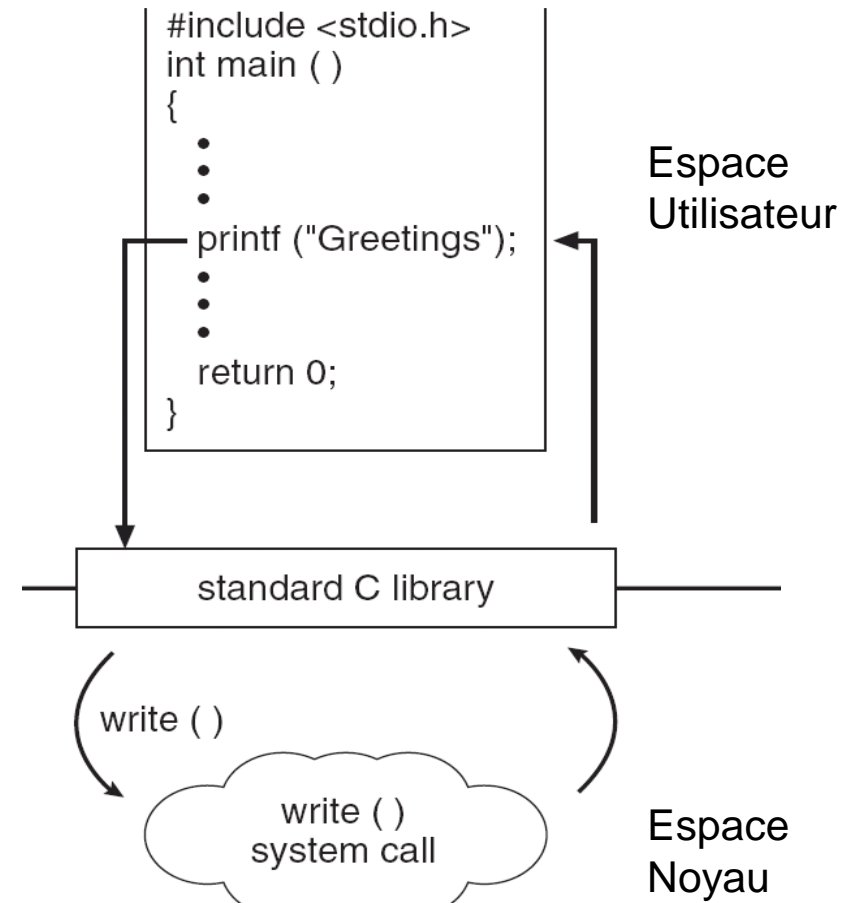 #include <stdio.h>
int main ( )
{
•
•
•
printf ("Greetings");
•
•
•
return 0;
}
Espace
Utilisateur
standard C library
write ( )
write ( )
system call
Espace
Noyau